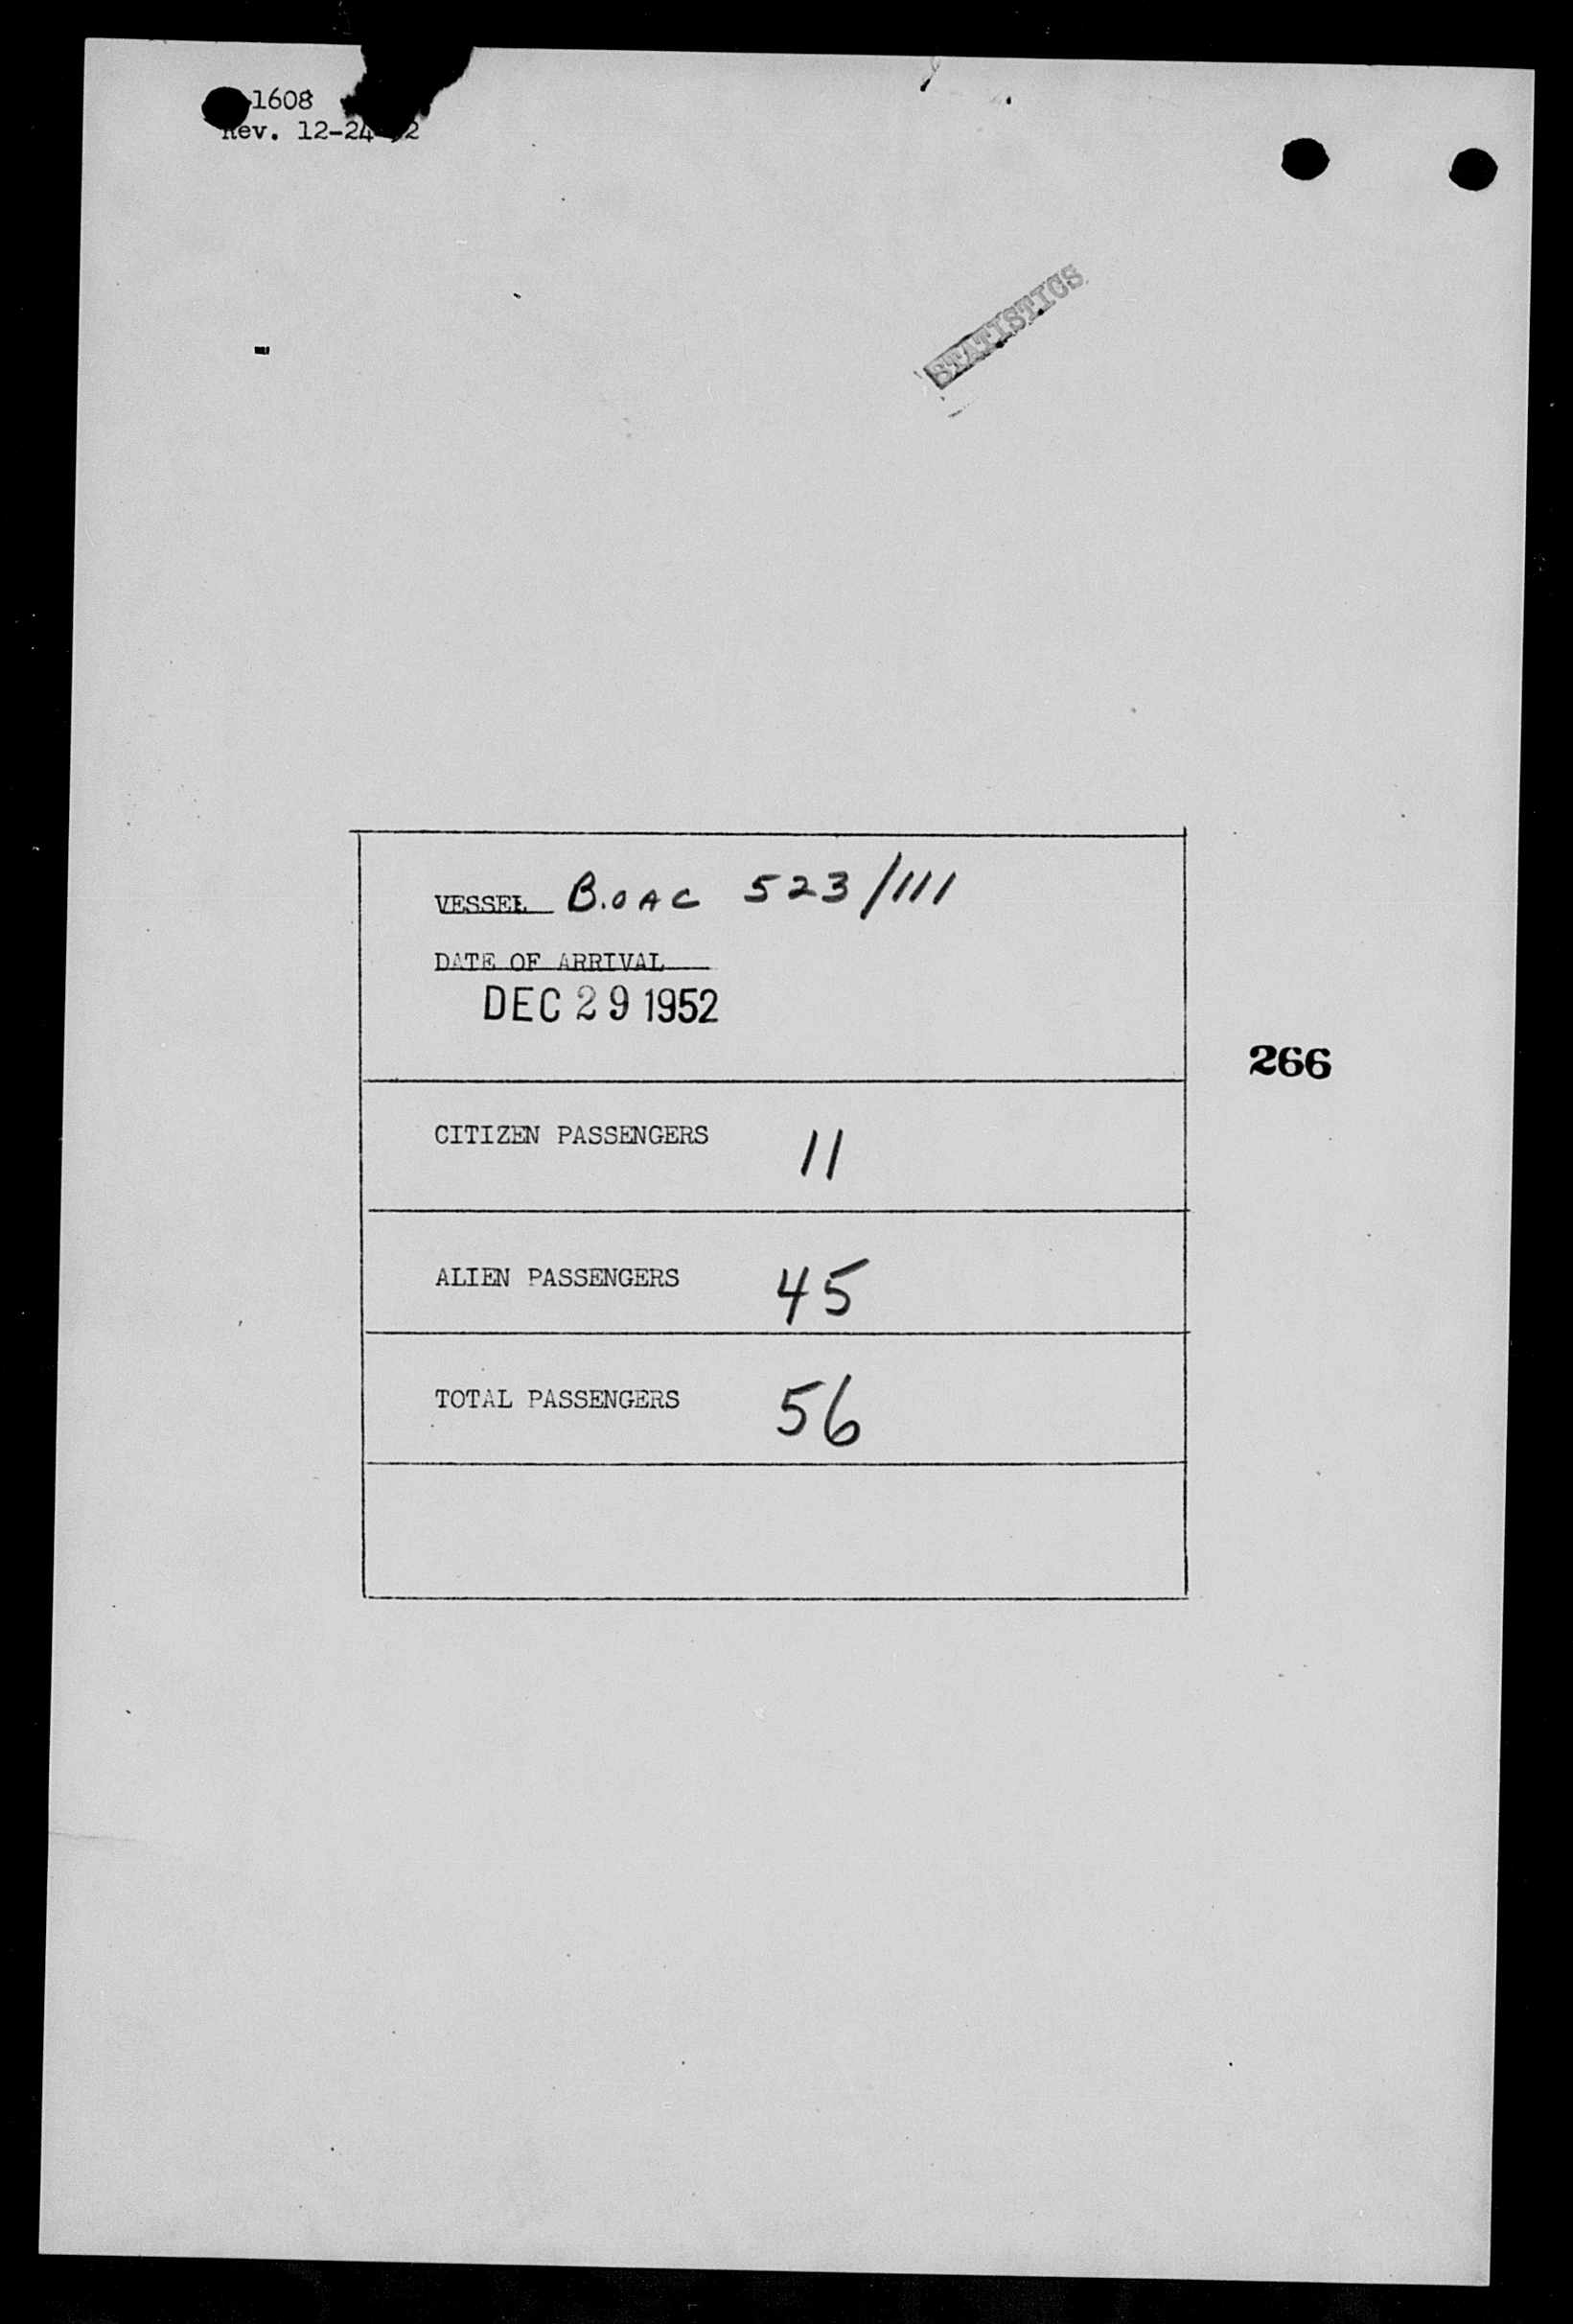 1608
Rev. 12-24-52
STATISTICS
VESSEL B.OAC 523/111
DATE OF ARRIVAL
DEC 29 1952
266
CITIZEN PASSENGERS 11
ALIEN PASSENGERS 45
TOTAL PASSENGERS 56